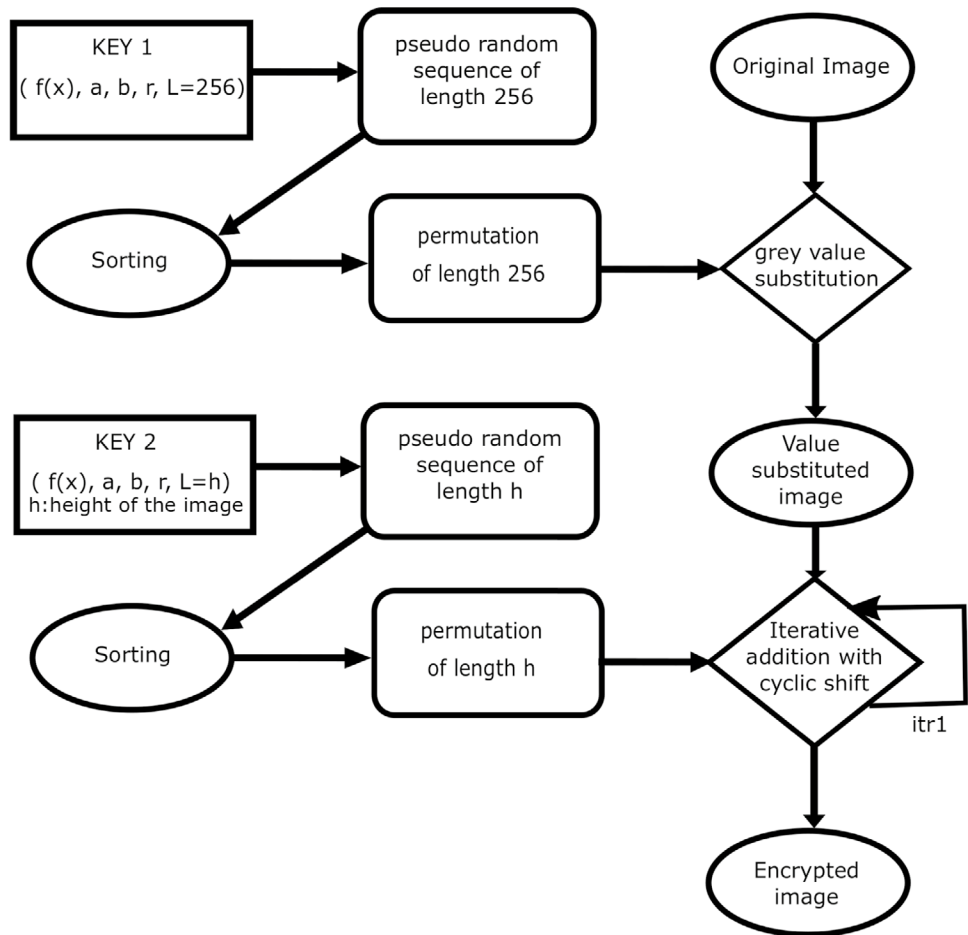 KEY 1
( f(x), a, b, r, L=256)
pseudo random
sequence of
length 256
Original Image
Sorting
permutation
of length 256
grey value
substitution
KEY 2
( f(x), a, b, r, L=h)
h:height of the image
pseudo random
sequence of
length h
Value
substituted
image
Sorting
permutation
of length h
Iterative
addition with
cyclic shift
itr1
Encrypted
image